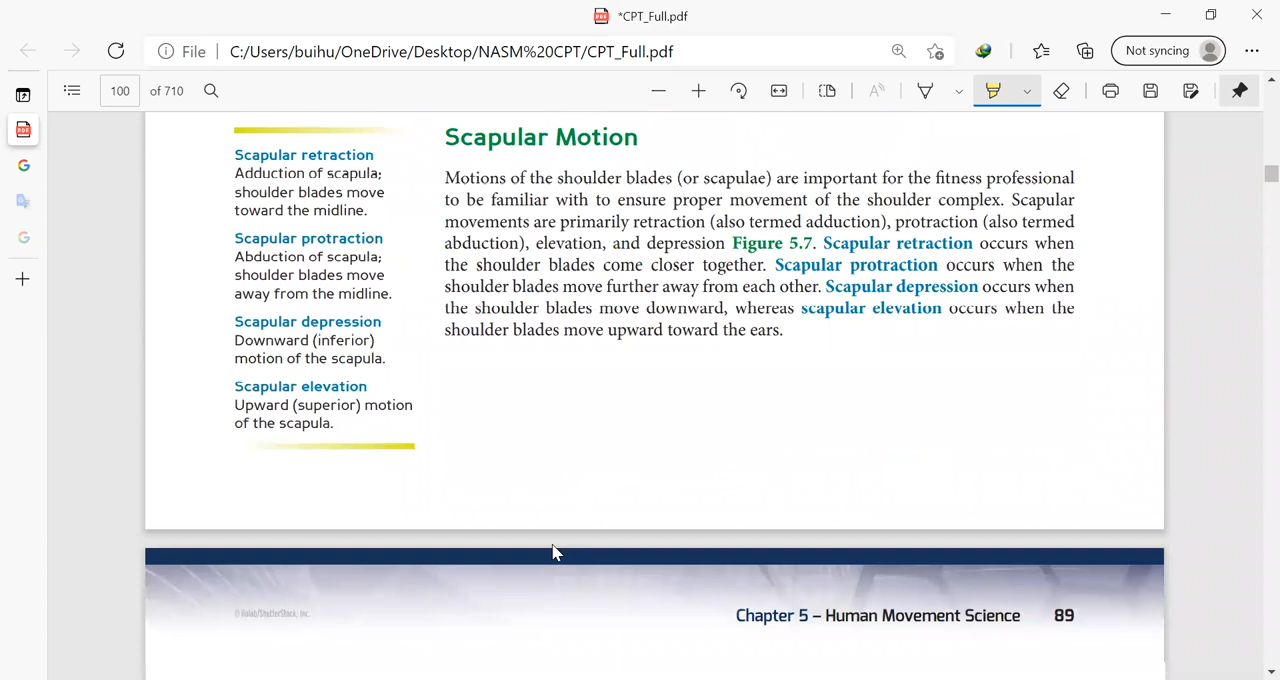 *CPT_Full.pdf
File
C:/Users/buihu/OneDrive/Desktop/NASM%20CPT/CPT_Full.pdf
Not syncing
100 of 710
Scapular retraction
Adduction of scapula;
shoulder blades move
toward the midline.
Scapular protraction
Abduction of scapula;
shoulder blades move
away from the midline.
Scapular depression
Downward (inferior)
motion of the scapula.
Scapular elevation
Upward (superior) motion
of the scapula.
Scapular Motion
Motions of the shoulder blades (or scapulae) are important for the fitness professional
to be familiar with to ensure proper movement of the shoulder complex. Scapular
movements are primarily retraction (also termed adduction), protraction (also termed
abduction), elevation, and depression Figure 5.7. Scapular retraction occurs when
the shoulder blades come closer together. Scapular protraction occurs when the
shoulder blades move further away from each other. Scapular depression occurs when
the shoulder blades move downward, whereas scapular elevation occurs when the
shoulder blades move upward toward the ears.
Chapter 5 – Human Movement Science 89